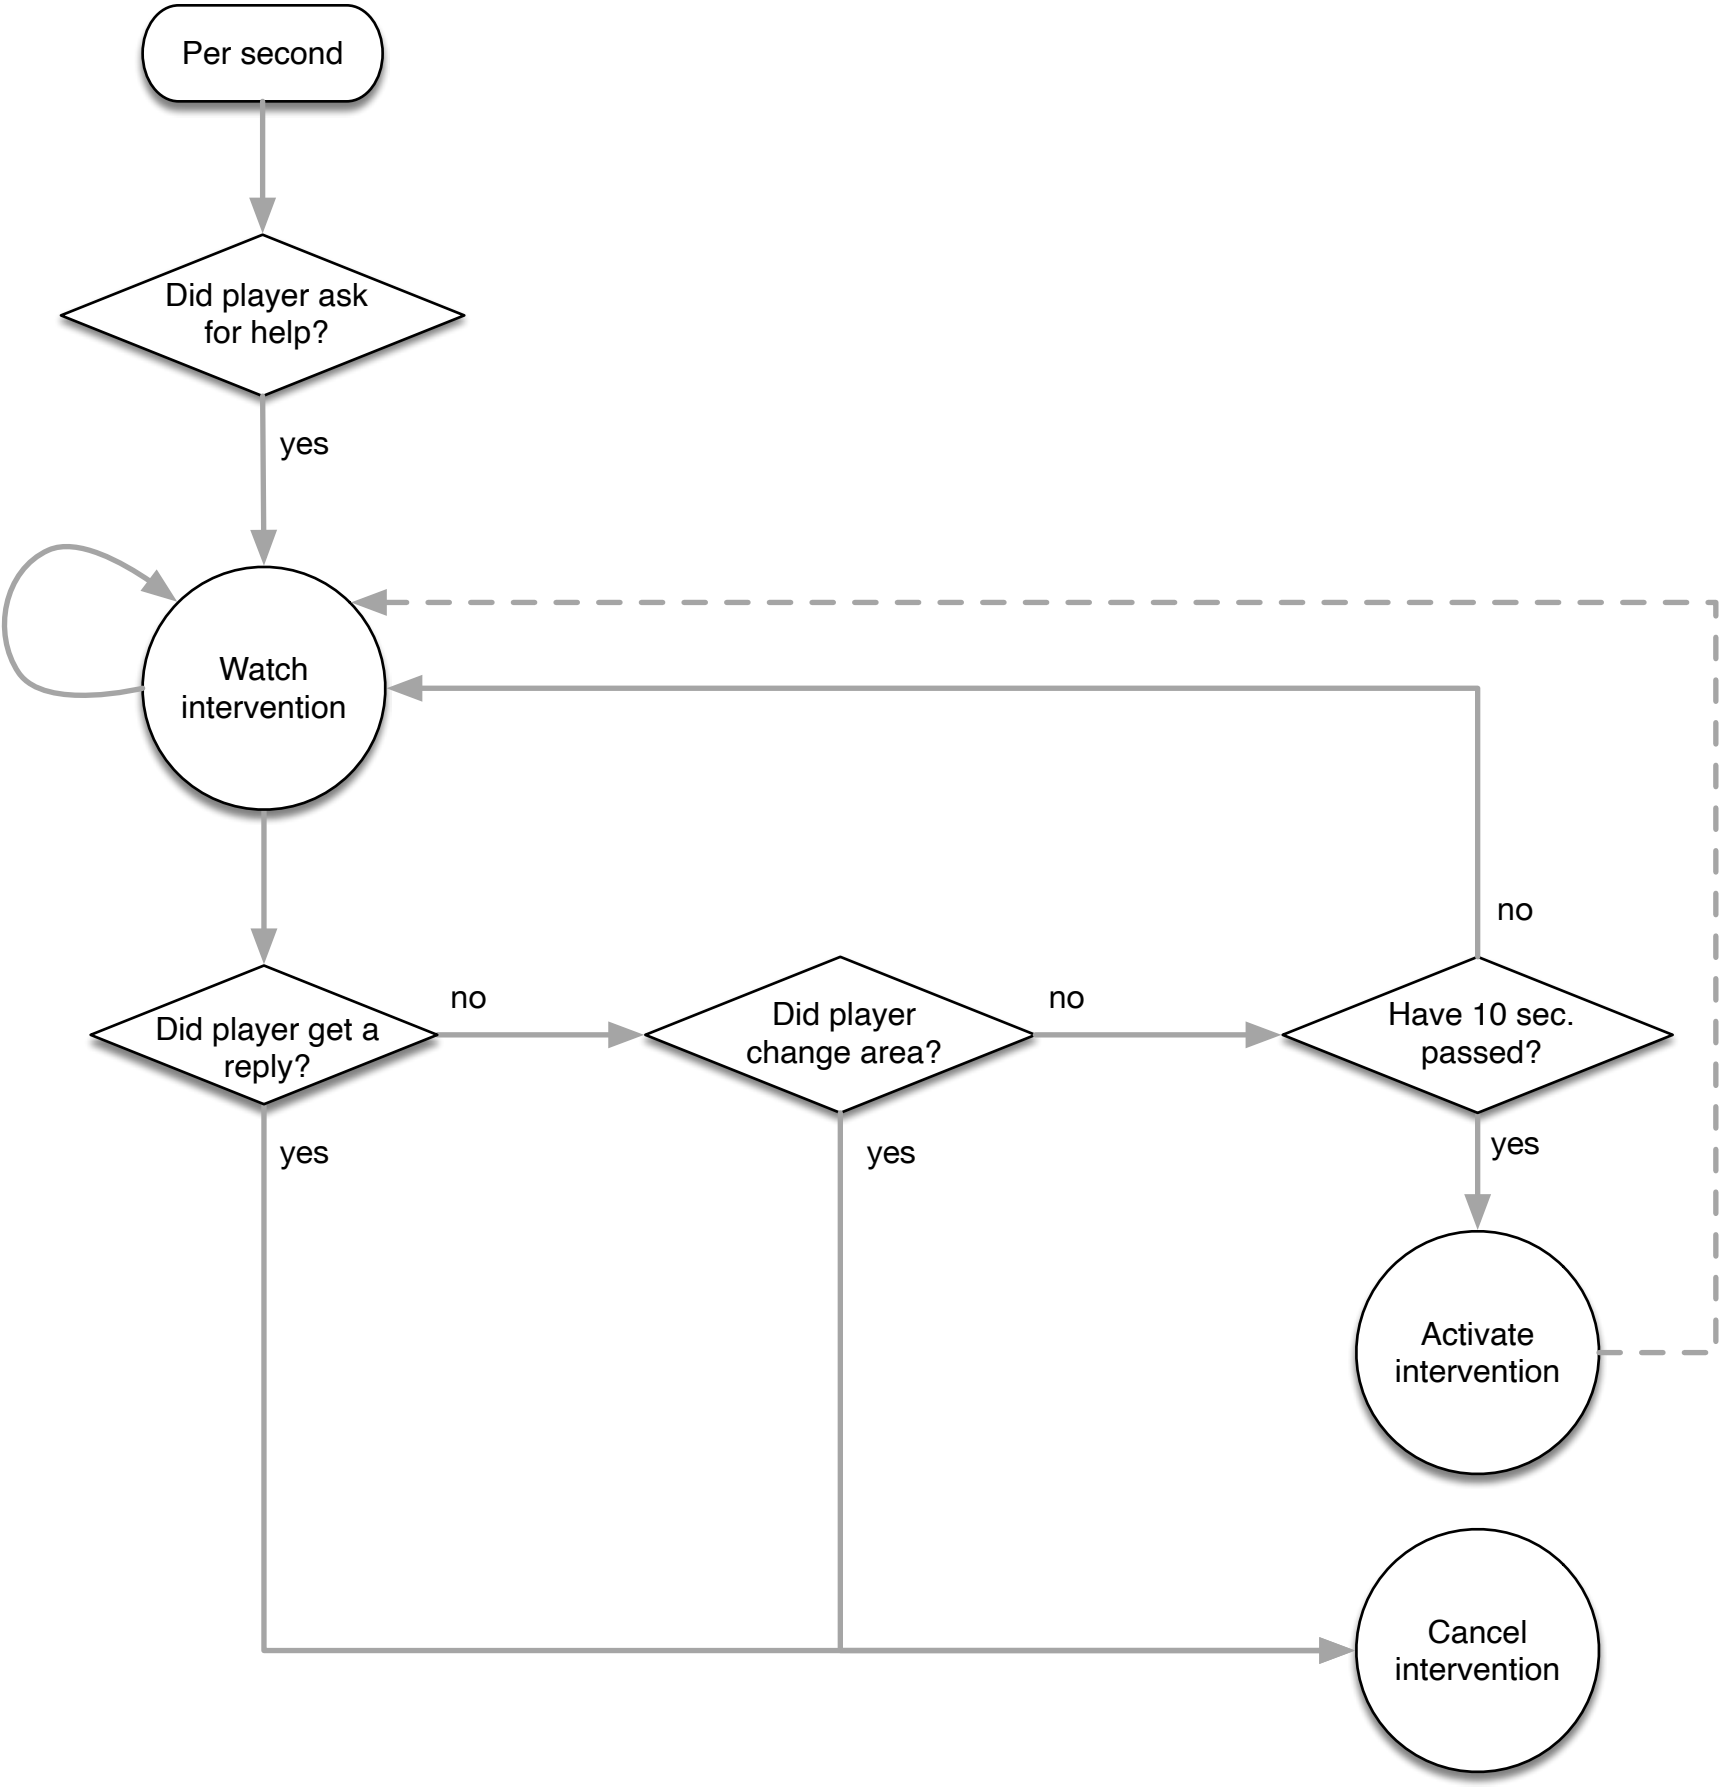 Per second
Did player ask
for help?
yes
Watch
intervention
no
Did player get a
reply?
no
Did player
change area?
no
Have 10 sec.
passed?
yes
yes
yes
Activate
intervention
Cancel
intervention